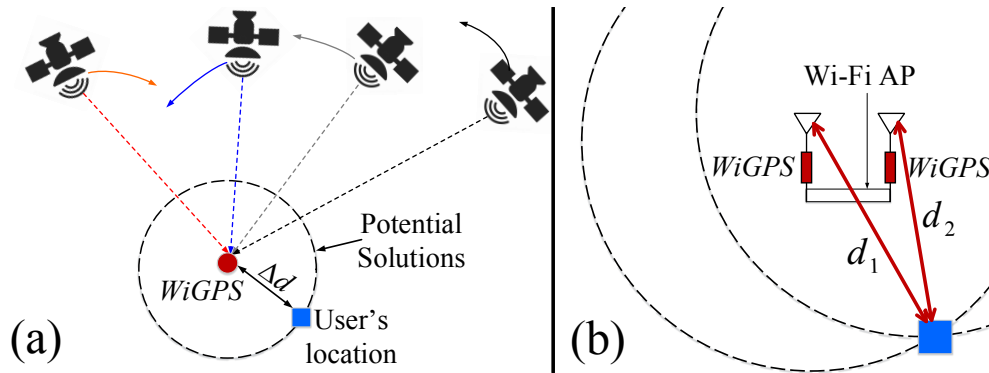 Potential
Solutions
Δd
WiGPS
User's
location
(a)
Wi-Fi AP
WiGPS
WiGPS
d2
d1
(b)